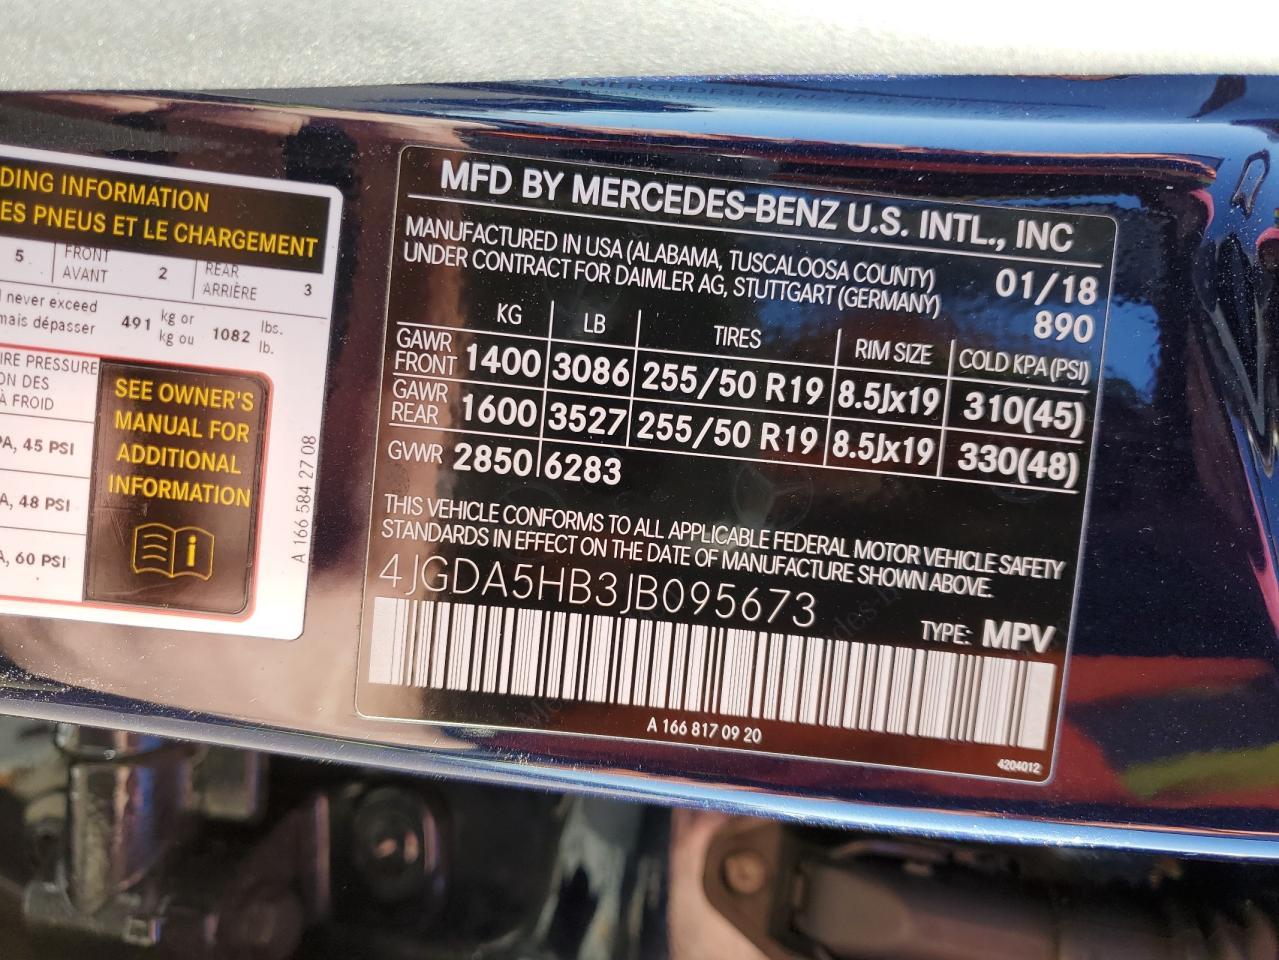 DING INFORMATION
ES PNEUS ET LE CHARGEMENT
5 FRONT AVANT 2 REAR ARRIÈRE 3
never exceed
mais dépasser 491 kg or kg ou 1082 lbs. lb.
IRE PRESSURE
ON DES
À FROID
PA, 45 PSI
A, 48 PSI
A, 60 PSI
SEE OWNER'S
MANUAL FOR
ADDITIONAL
INFORMATION
i
A 166 584 27 08
MFD BY MERCEDES-BENZ U.S. INTL., INC
MANUFACTURED IN USA (ALABAMA, TUSCALOOSA COUNTY) 01/18
UNDER CONTRACT FOR DAIMLER AG, STUTTGART (GERMANY) 890
KG LB TIRES RIM SIZE COLD KPA (PSI)
GAWR FRONT 1400 3086 255/50 R19 8.5Jx19 310(45)
GAWR REAR 1600 3527 255/50 R19 8.5Jx19 330(48)
GVWR 2850 6283
THIS VEHICLE CONFORMS TO ALL APPLICABLE FEDERAL MOTOR VEHICLE SAFETY
STANDARDS IN EFFECT ON THE DATE OF MANUFACTURE SHOWN ABOVE.
4JGDA5HB3JB095673
TYPE: MPV
A 166 817 09 20
4204012